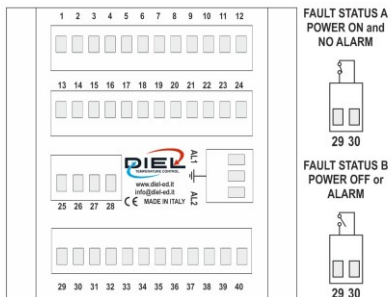 1 2 3 4 5 6 7 8 9 10 11 12
13 14 15 16 17 18 19 20 21 22 23 24
DIEL
TEMPERATURE CONTROL
www.diel-ed.it
info@diel-ed.it
CE MADE IN ITALY
AL1
AL2
25 26 27 28
29 30 31 32 33 34 35 36 37 38 39 40
FAULT STATUS A
POWER ON and
NO ALARM
29 30
FAULT STATUS B
POWER OFF or
ALARM
29 30